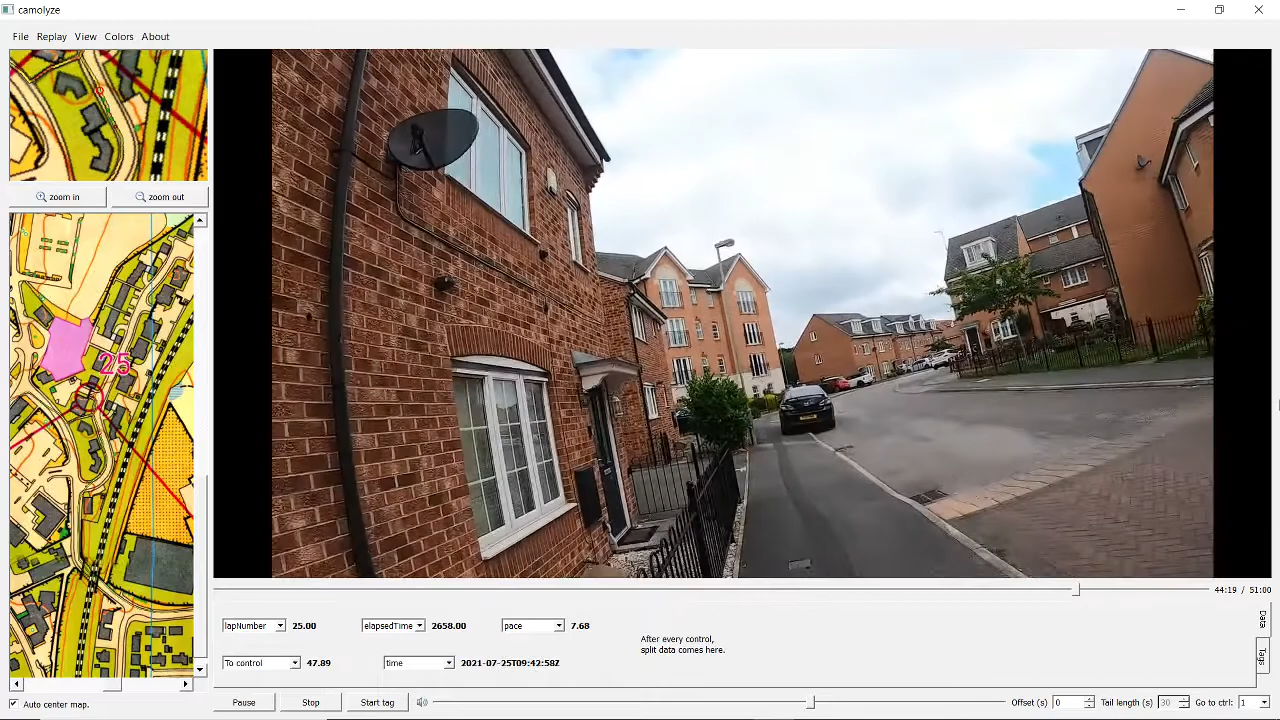 camolyze
File Replay View Colors About
zoom in zoom out
25
44:19 / 51:00
lapNumber 25.00 elapsedTime 2658.00 pace 7.68
After every control,
split data comes here.
To control 47.89 time 2021-07-25T09:42:58Z
Data
Tags
Auto center map.
Pause Stop Start tag Offset (s) 0 Tail length (s) 30 Go to ctrl: 1